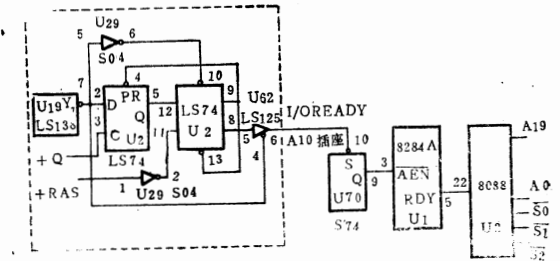 U29
5 6
S04
7
10
4
U19Y,
LS138
2
D PR
Q
3
C U2
LS74
5
12
11
LS74
U2
9
8
13
U62
LS125
5 6
4
I/OREADY
A10 插座
10
+Q
+RAS
1 2
U29 S04
S
Q
U70
S74
3
9
8284A
AEN
RDY
U1
22
5
8088
U2
A19
A0
S0
S1
S2